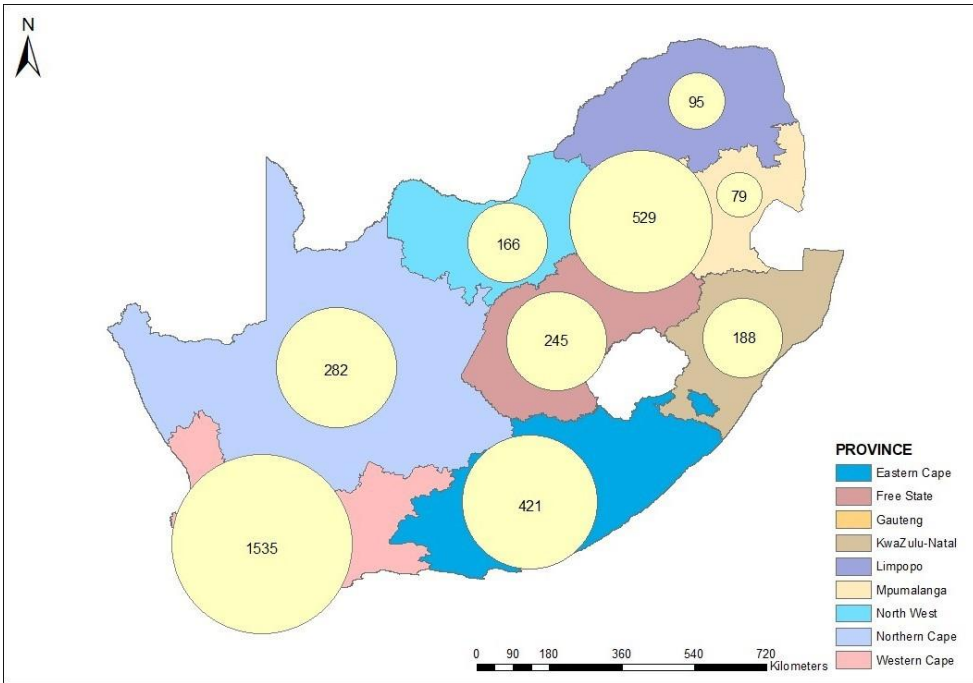 N
95
79
529
166
188
245
282
421
1535
PROVINCE
Eastern Cape
Free State
Gauteng
KwaZulu-Natal
Limpopo
Mpumalanga
North West
Northern Cape
Western Cape
0 90 180 360 540 720
Kilometers